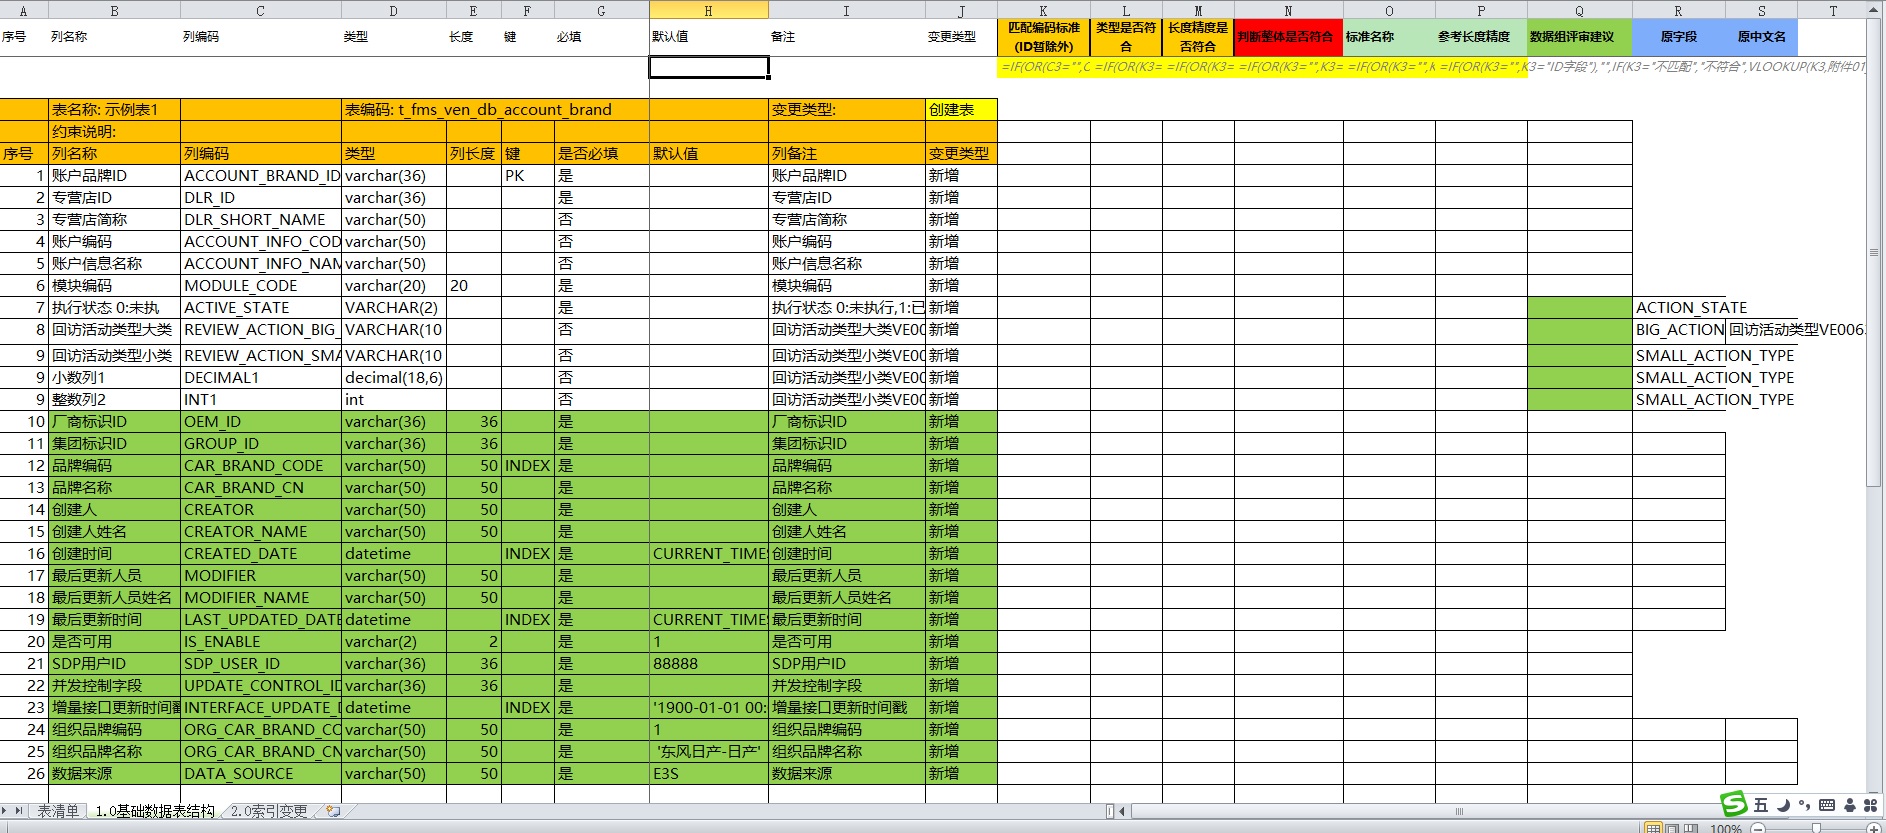 A B C D E F G H I J K L M N O P Q R S T
序号 列名称 列编码 类型 长度 键 必填 默认值 备注 变更类型 匹配编码标准(ID暂除外) 类型是否符合 长度精度是否符合 判断整体是否符合 标准名称 参考长度精度 数据组评审建议 原字段 原中文名
=IF(OR(C3="",C =IF(OR(K3= =IF(OR(K3= =IF(OR(K3="",K3= =IF(OR(K3="",K =IF(OR(K3="",K3="ID字段"),"",IF(K3="不匹配","不符合",VLOOKUP(K3,附件01
表名称: 示例表1 表编码: t_fms_ven_db_account_brand 变更类型: 创建表
约束说明:
序号 列名称 列编码 类型 列长度 键 是否必填 默认值 列备注 变更类型
1 账户品牌ID ACCOUNT_BRAND_ID varchar(36) PK 是 账户品牌ID 新增
2 专营店ID DLR_ID varchar(36) 是 专营店ID 新增
3 专营店简称 DLR_SHORT_NAME varchar(50) 否 专营店简称 新增
4 账户编码 ACCOUNT_INFO_COD varchar(50) 否 账户编码 新增
5 账户信息名称 ACCOUNT_INFO_NAM varchar(50) 否 账户信息名称 新增
6 模块编码 MODULE_CODE varchar(20) 20 是 模块编码 新增
7 执行状态 0:未执 ACTIVE_STATE VARCHAR(2) 是 执行状态 0:未执行,1:已 新增 ACTION_STATE
8 回访活动类型大类 REVIEW_ACTION_BIG_ VARCHAR(10 否 回访活动类型大类VE00 新增 BIG_ACTION 回访活动类型VE006.
9 回访活动类型小类 REVIEW_ACTION_SMA VARCHAR(10 否 回访活动类型小类VE00 新增 SMALL_ACTION_TYPE
9 小数列1 DECIMAL1 decimal(18,6) 否 回访活动类型小类VE00 新增 SMALL_ACTION_TYPE
9 整数列2 INT1 int 否 回访活动类型小类VE00 新增 SMALL_ACTION_TYPE
10 厂商标识ID OEM_ID varchar(36) 36 是 厂商标识ID 新增
11 集团标识ID GROUP_ID varchar(36) 36 是 集团标识ID 新增
12 品牌编码 CAR_BRAND_CODE varchar(50) 50 INDEX 是 品牌编码 新增
13 品牌名称 CAR_BRAND_CN varchar(50) 50 是 品牌名称 新增
14 创建人 CREATOR varchar(50) 50 是 创建人 新增
15 创建人姓名 CREATOR_NAME varchar(50) 50 是 创建人姓名 新增
16 创建时间 CREATED_DATE datetime INDEX 是 CURRENT_TIMES 创建时间 新增
17 最后更新人员 MODIFIER varchar(50) 50 是 最后更新人员 新增
18 最后更新人员姓名 MODIFIER_NAME varchar(50) 50 是 最后更新人员姓名 新增
19 最后更新时间 LAST_UPDATED_DATE datetime INDEX 是 CURRENT_TIMES 最后更新时间 新增
20 是否可用 IS_ENABLE varchar(2) 2 是 1 是否可用 新增
21 SDP用户ID SDP_USER_ID varchar(36) 36 是 88888 SDP用户ID 新增
22 并发控制字段 UPDATE_CONTROL_ID varchar(36) 36 是 并发控制字段 新增
23 增量接口更新时间戳 INTERFACE_UPDATE_D datetime INDEX 是 '1900-01-01 00: 增量接口更新时间戳 新增
24 组织品牌编码 ORG_CAR_BRAND_CO varchar(50) 50 是 1 组织品牌编码 新增
25 组织品牌名称 ORG_CAR_BRAND_CN varchar(50) 50 是 '东风日产-日产' 组织品牌名称 新增
26 数据来源 DATA_SOURCE varchar(50) 50 是 E3S 数据来源 新增
表清单 1.0基础数据表结构 2.0索引变更
五
100%